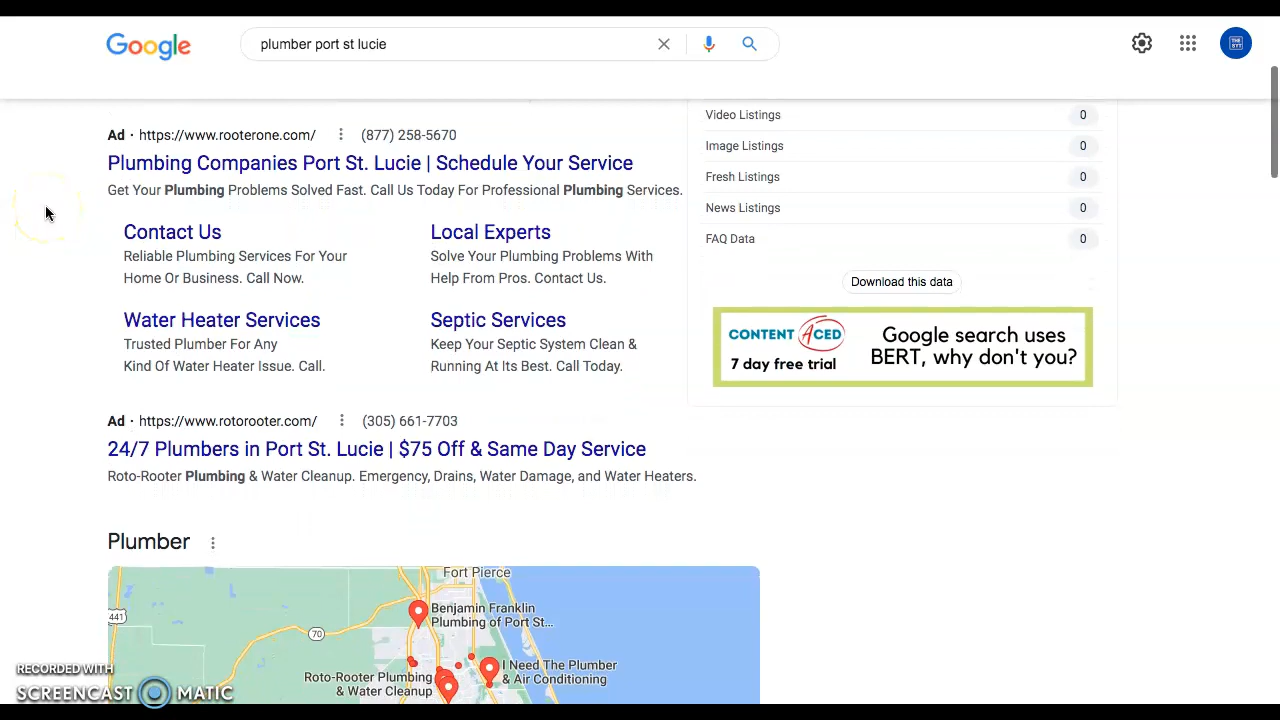 Google
plumber port st lucie
THE
SYT
Ad · https://www.rooterone.com/ (877) 258-5670
Plumbing Companies Port St. Lucie | Schedule Your Service
Get Your Plumbing Problems Solved Fast. Call Us Today For Professional Plumbing Services.
Contact Us
Reliable Plumbing Services For Your
Home Or Business. Call Now.
Local Experts
Solve Your Plumbing Problems With
Help From Pros. Contact Us.
Water Heater Services
Trusted Plumber For Any
Kind Of Water Heater Issue. Call.
Septic Services
Keep Your Septic System Clean &
Running At Its Best. Call Today.
Ad · https://www.rotorooter.com/ (305) 661-7703
24/7 Plumbers in Port St. Lucie | $75 Off & Same Day Service
Roto-Rooter Plumbing & Water Cleanup. Emergency, Drains, Water Damage, and Water Heaters.
Plumber
Fort Pierce
441
70
Benjamin Franklin
Plumbing of Port St...
I Need The Plumber
& Air Conditioning
Roto-Rooter Plumbing
& Water Cleanup
Video Listings 0
Image Listings 0
Fresh Listings 0
News Listings 0
FAQ Data 0
Download this data
CONTENT ACED
7 day free trial
Google search uses
BERT, why don't you?
RECORDED WITH
SCREENCAST MATIC